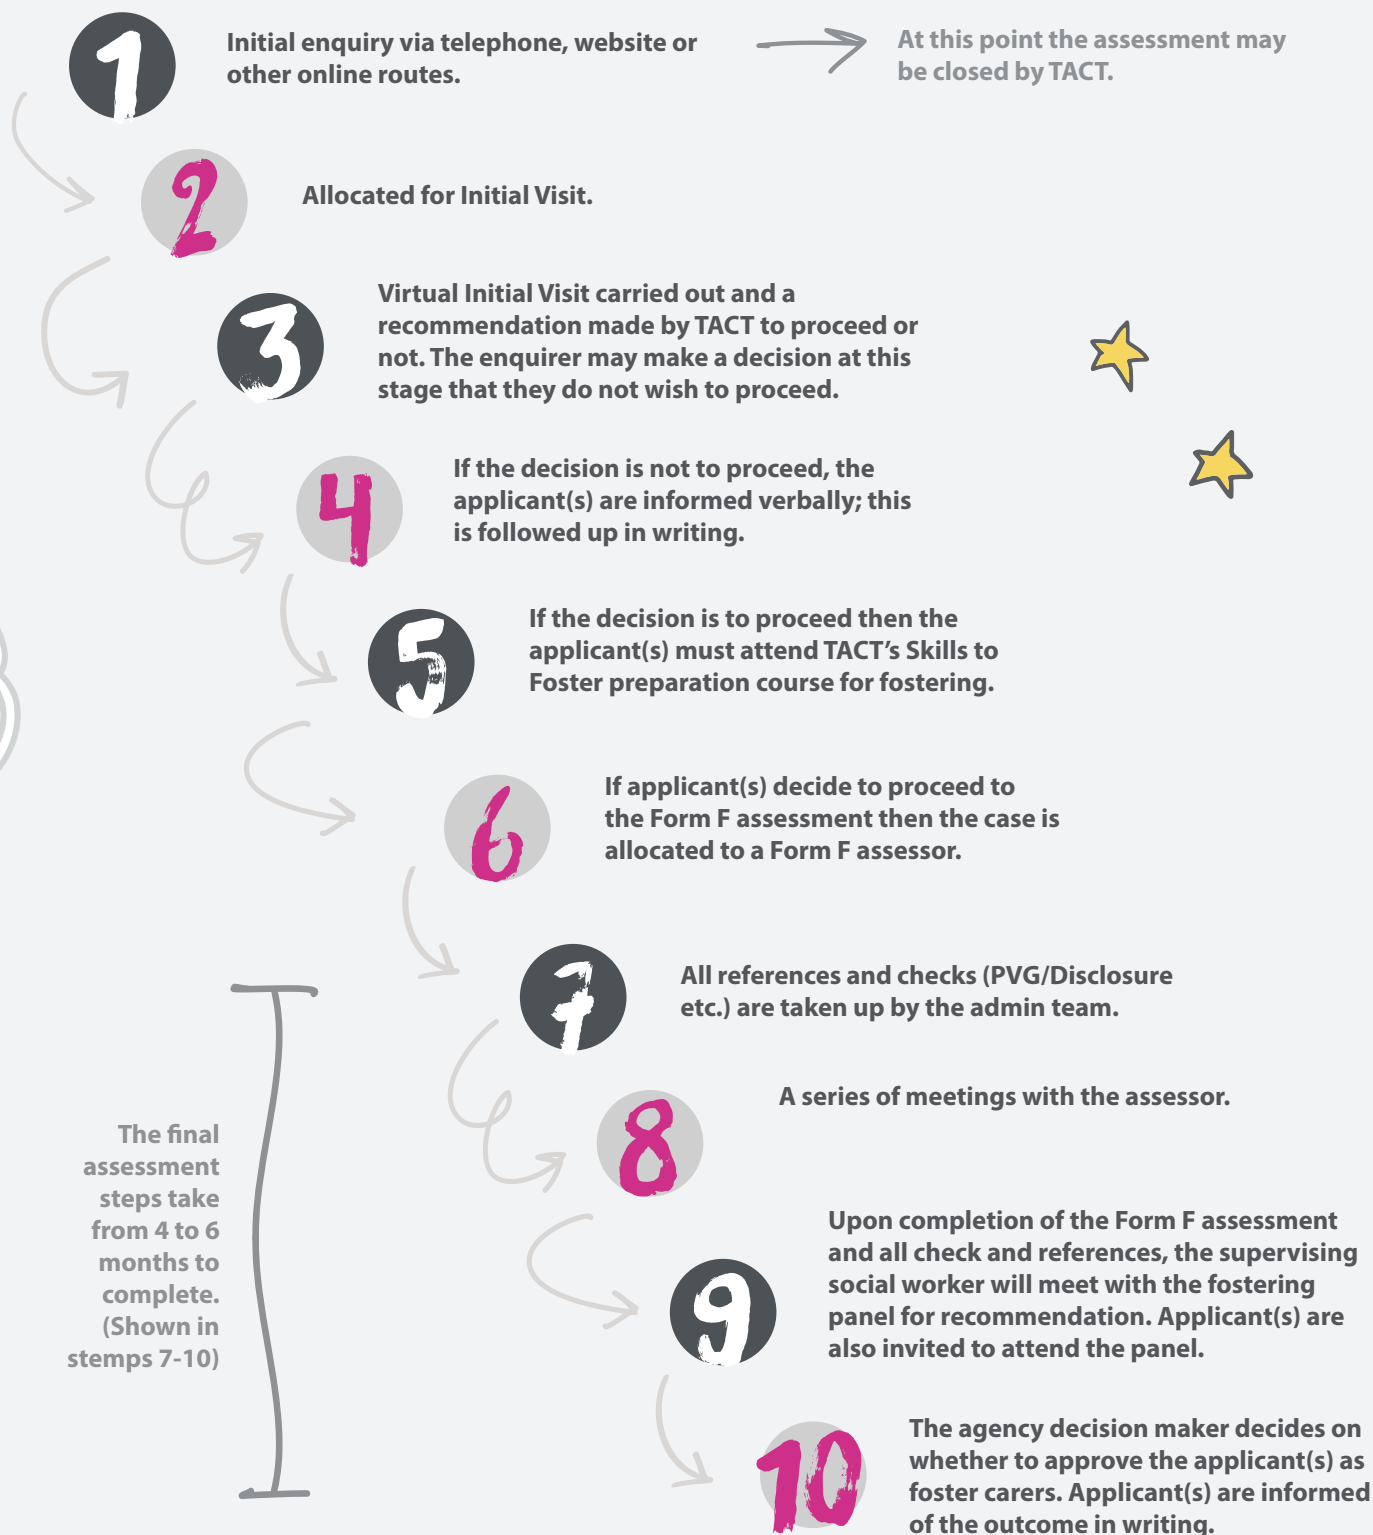 1
Initial enquiry via telephone, website or
other online routes.
At this point the assessment may
be closed by TACT.
2
Allocated for Initial Visit.
3
Virtual Initial Visit carried out and a
recommendation made by TACT to proceed or
not. The enquirer may make a decision at this
stage that they do not wish to proceed.
4
If the decision is not to proceed, the
applicant(s) are informed verbally; this
is followed up in writing.
5
If the decision is to proceed then the
applicant(s) must attend TACT’s Skills to
Foster preparation course for fostering.
6
If applicant(s) decide to proceed to
the Form F assessment then the case is
allocated to a Form F assessor.
7
All references and checks (PVG/Disclosure
etc.) are taken up by the admin team.
8
A series of meetings with the assessor.
The final
assessment
steps take
from 4 to 6
months to
complete.
(Shown in
stemps 7-10)
9
Upon completion of the Form F assessment
and all check and references, the supervising
social worker will meet with the fostering
panel for recommendation. Applicant(s) are
also invited to attend the panel.
10
The agency decision maker decides on
whether to approve the applicant(s) as
foster carers. Applicant(s) are informed
of the outcome in writing.